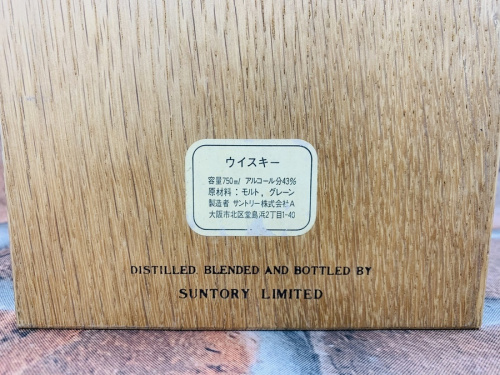 ウイスキー
容量750ml アルコール分43%
原材料：モルト，グレーン
製造者 サントリー株式会社A
大阪市北区堂島浜2丁目1-40
DISTILLED. BLENDED AND BOTTLED BY
SUNTORY LIMITED